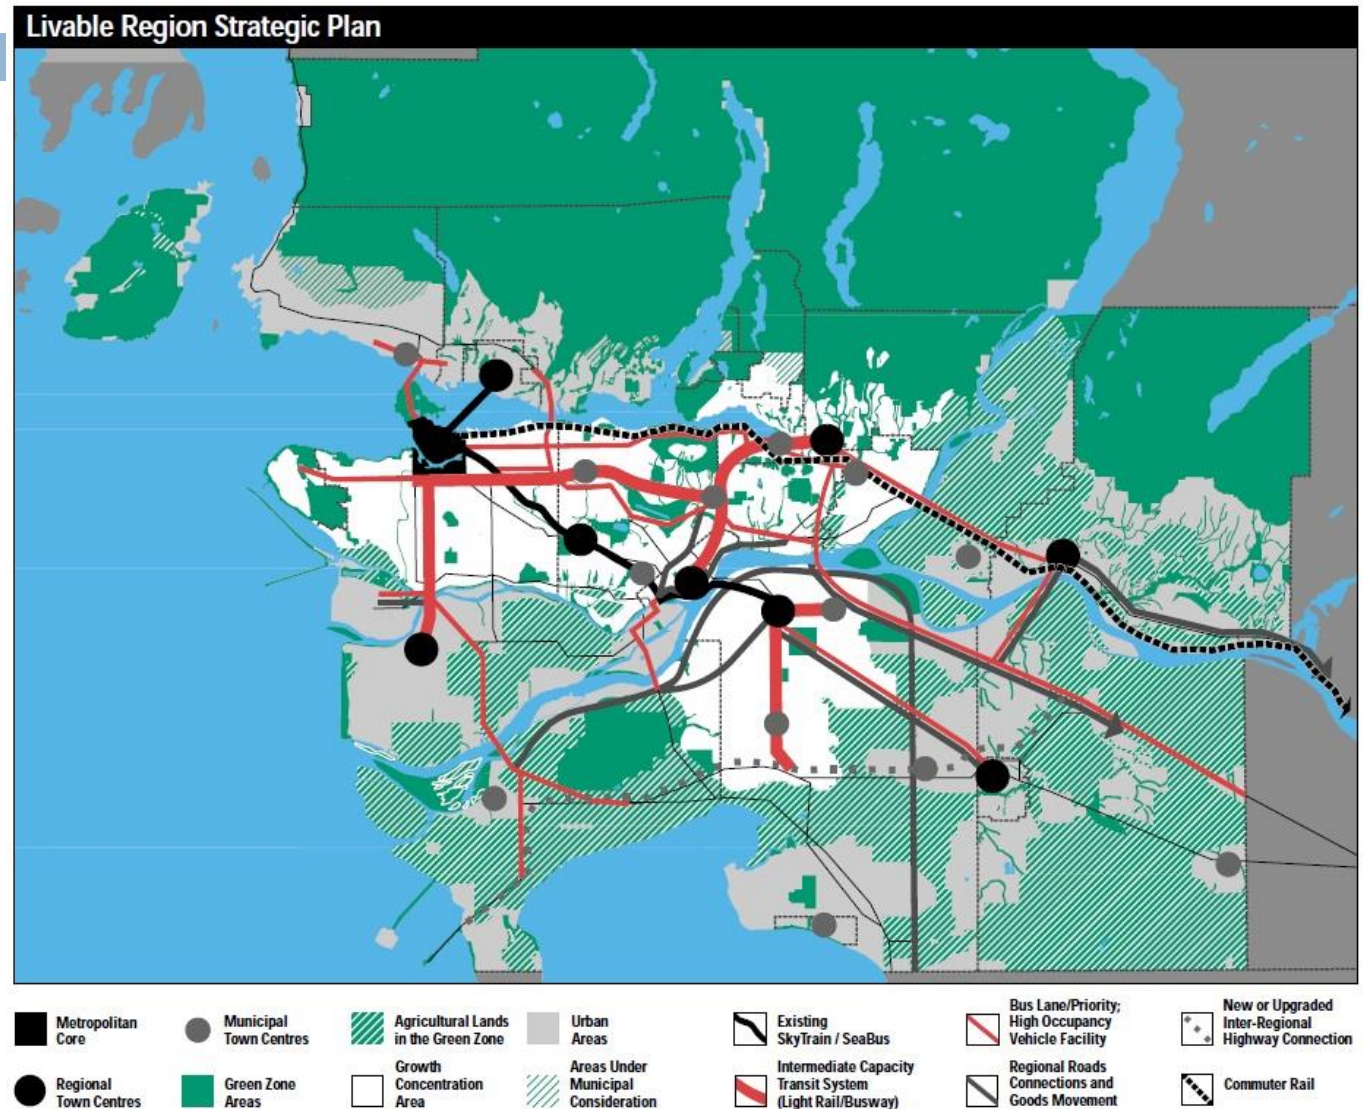 Livable Region Strategic Plan
Metropolitan
Core
Municipal
Town Centres
Agricultural Lands
in the Green Zone
Urban
Areas
Existing
SkyTrain / SeaBus
Bus Lane/Priority;
High Occupancy
Vehicle Facility
New or Upgraded
Inter-Regional
Highway Connection
Regional
Town Centres
Green Zone
Areas
Growth
Concentration
Area
Areas Under
Municipal
Consideration
Intermediate Capacity
Transit System
(Light Rail/Busway)
Regional Roads
Connections and
Goods Movement
Commuter Rail